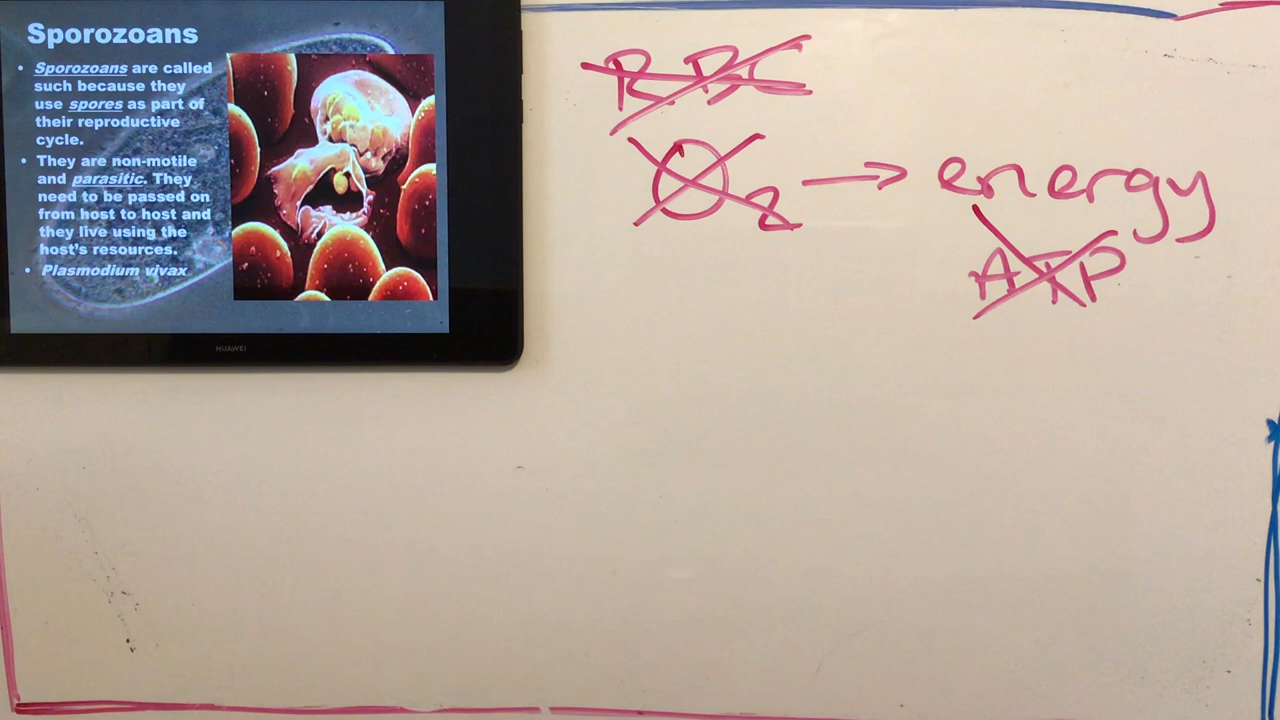 Sporozoans
• Sporozoans are called
such because they
use spores as part of
their reproductive
cycle.
• They are non-motile
and parasitic. They
need to be passed on
from host to host and
they live using the
host's resources.
• Plasmodium vivax
HUAWEI
RBC
O2 → energy
ATP